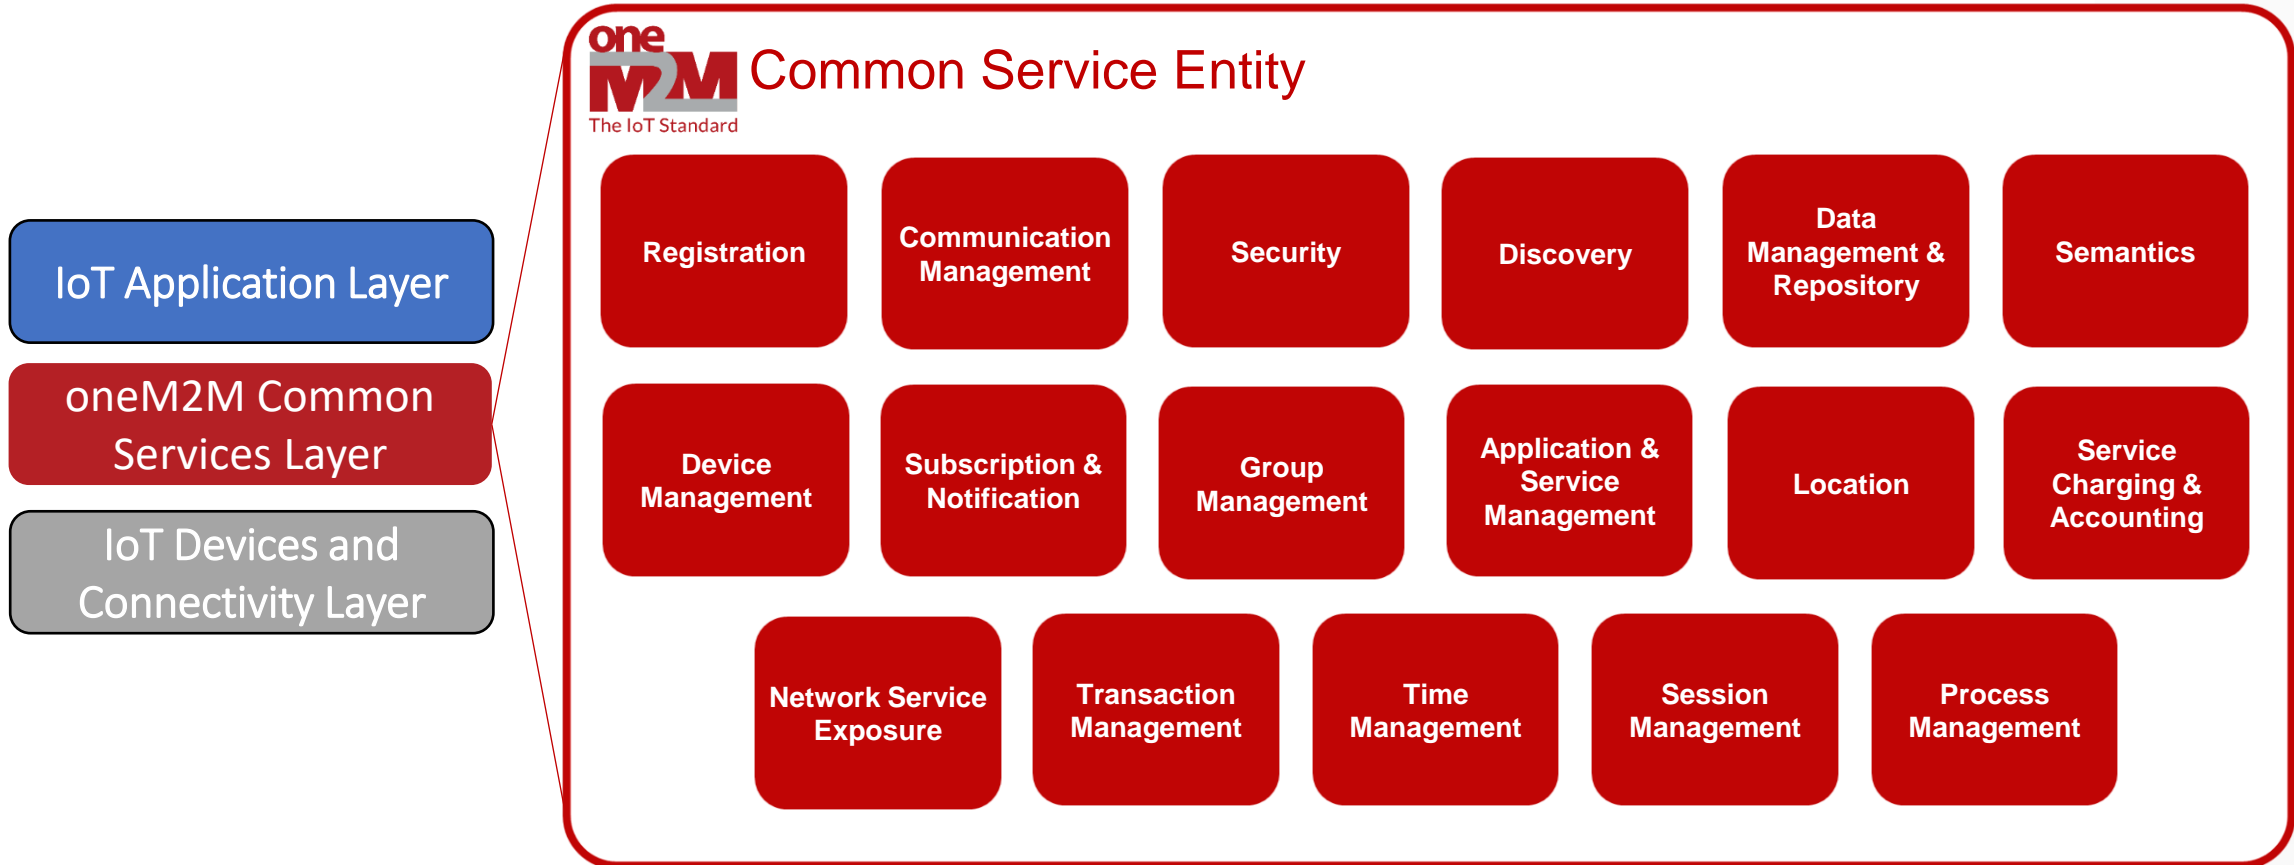 one
M2M
The IoT Standard
Common Service Entity
IoT Application Layer
oneM2M Common
Services Layer
IoT Devices and
Connectivity Layer
Registration
Communication
Management
Security
Discovery
Data
Management &
Repository
Semantics
Device
Management
Subscription &
Notification
Group
Management
Application &
Service
Management
Location
Service
Charging &
Accounting
Network Service
Exposure
Transaction
Management
Time
Management
Session
Management
Process
Management